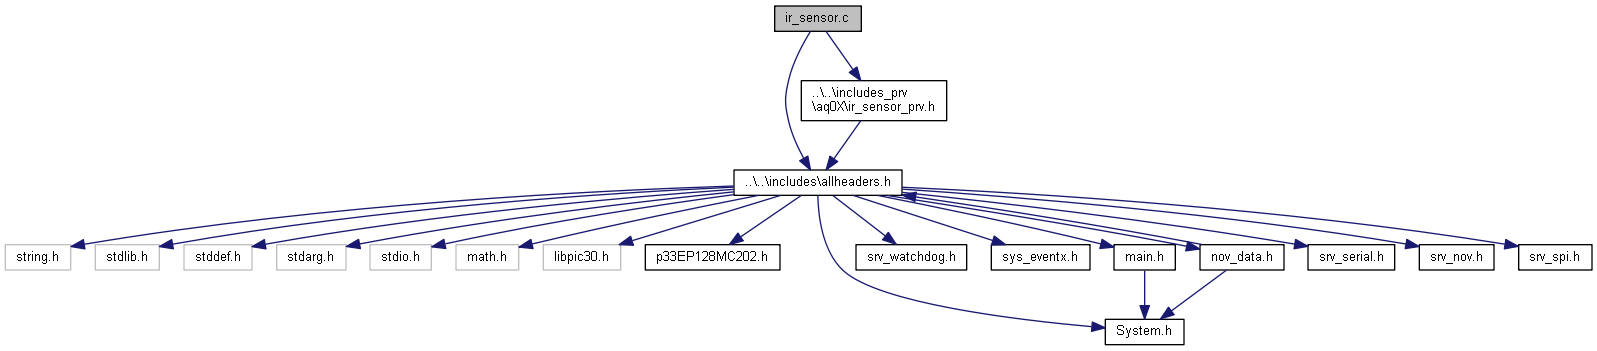 ir_sensor.c
..\..\includes_prv
\aq0X\ir_sensor_prv.h
..\..\includes\allheaders.h
string.h
stdlib.h
stddef.h
stdarg.h
stdio.h
math.h
libpic30.h
p33EP128MC202.h
srv_watchdog.h
sys_eventx.h
main.h
nov_data.h
srv_serial.h
srv_nov.h
srv_spi.h
System.h